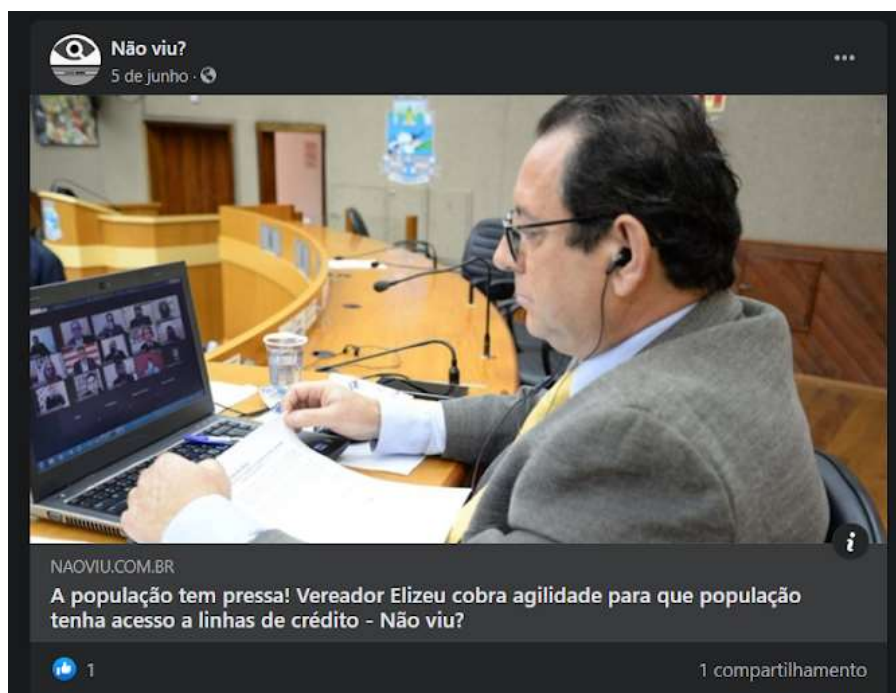 Não viu?
5 de junho ·
NAOVIU.COM.BR
A população tem pressa! Vereador Elizeu cobra agilidade para que população
tenha acesso a linhas de crédito - Não viu?
1
1 compartilhamento